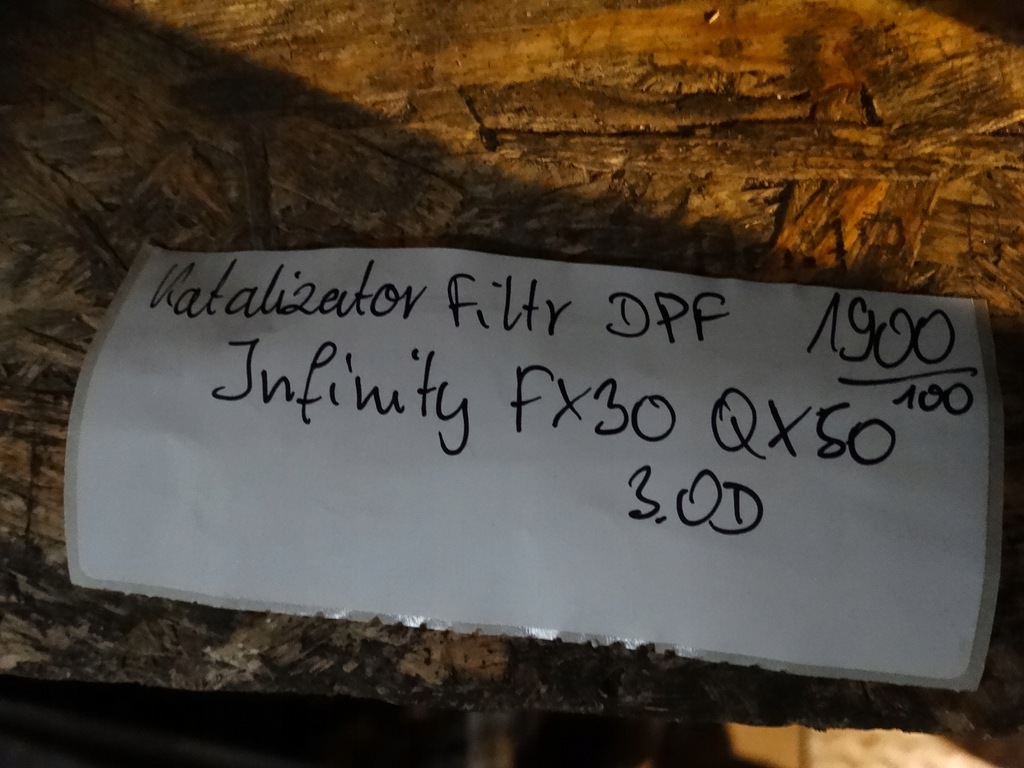 Katalizator Filtr DPF 1900
Infinity FX30 QX50 100
3.0D